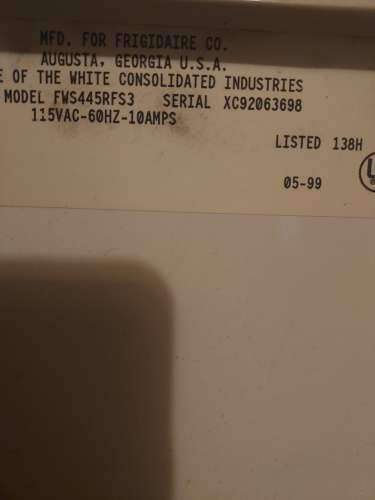 MFD. FOR FRIGIDAIRE CO.
AUGUSTA, GEORGIA U.S.A.
E OF THE WHITE CONSOLIDATED INDUSTRIES
MODEL FWS445RFS3 SERIAL XC92063698
115VAC-60HZ-10AMPS
LISTED 138H
05-99